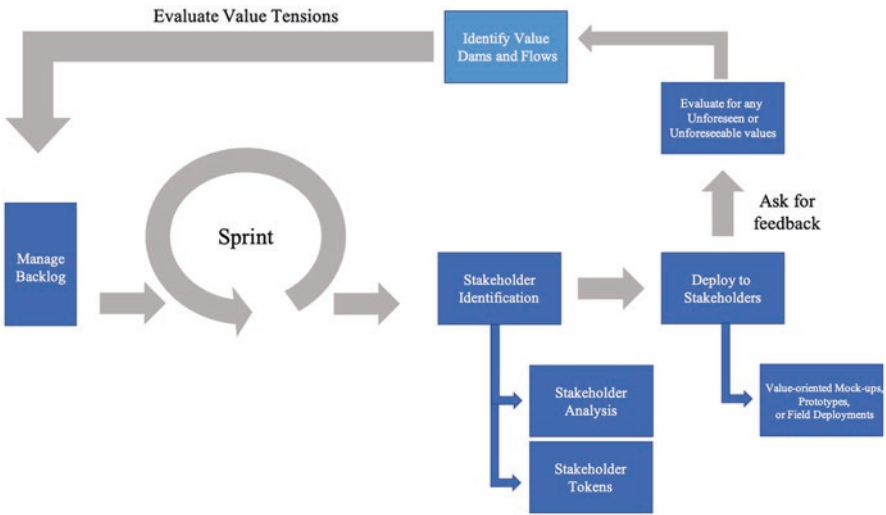 Evaluate Value Tensions
Identify Value
Dams and Flows
Evaluate for any
Unforeseen or
Unforeseeable values
Ask for
feedback
Sprint
Manage
Backlog
Stakeholder
Identification
Deploy to
Stakeholders
Stakeholder
Analysis
Value-oriented Mock-ups,
Prototypes,
or Field Deployments
Stakeholder
Tokens